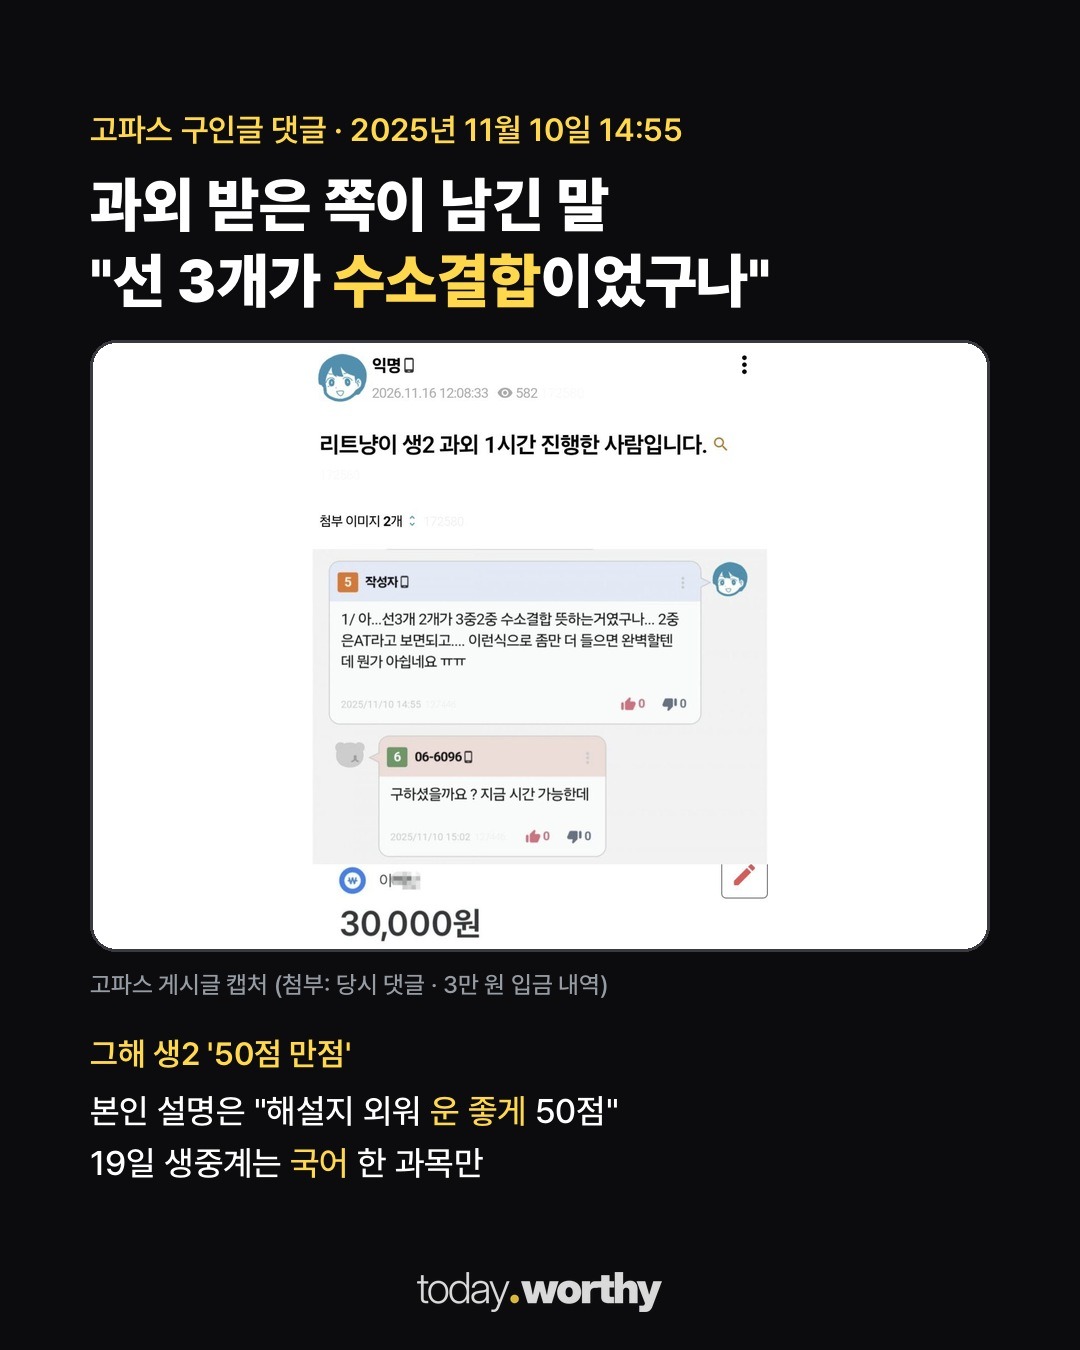 고파스 구인글 댓글 · 2025년 11월 10일 14:55
과외 받은 쪽이 남긴 말
"선 3개가 수소결합이었구나"
익명
2026.11.16 12:08:33 582
리트냥이 생2 과외 1시간 진행한 사람입니다.
첨부 이미지 2개 172580
5 작성자
1/ 아...선3개 2개가 3중2중 수소결합 뜻하는거였구나... 2중
은AT라고 보면되고.... 이런식으로 좀만 더 들으면 완벽할텐
데 뭔가 아쉽네요 ㅠㅠ
2025/11/10 14:55
0 0
6 06-6096
구하셨을까요 ? 지금 시간 가능한데
2025/11/10 15:02
0 0
이
30,000원
고파스 게시글 캡처 (첨부: 당시 댓글 · 3만 원 입금 내역)
그해 생2 '50점 만점'
본인 설명은 "해설지 외워 운 좋게 50점"
19일 생중계는 국어 한 과목만
today.worthy